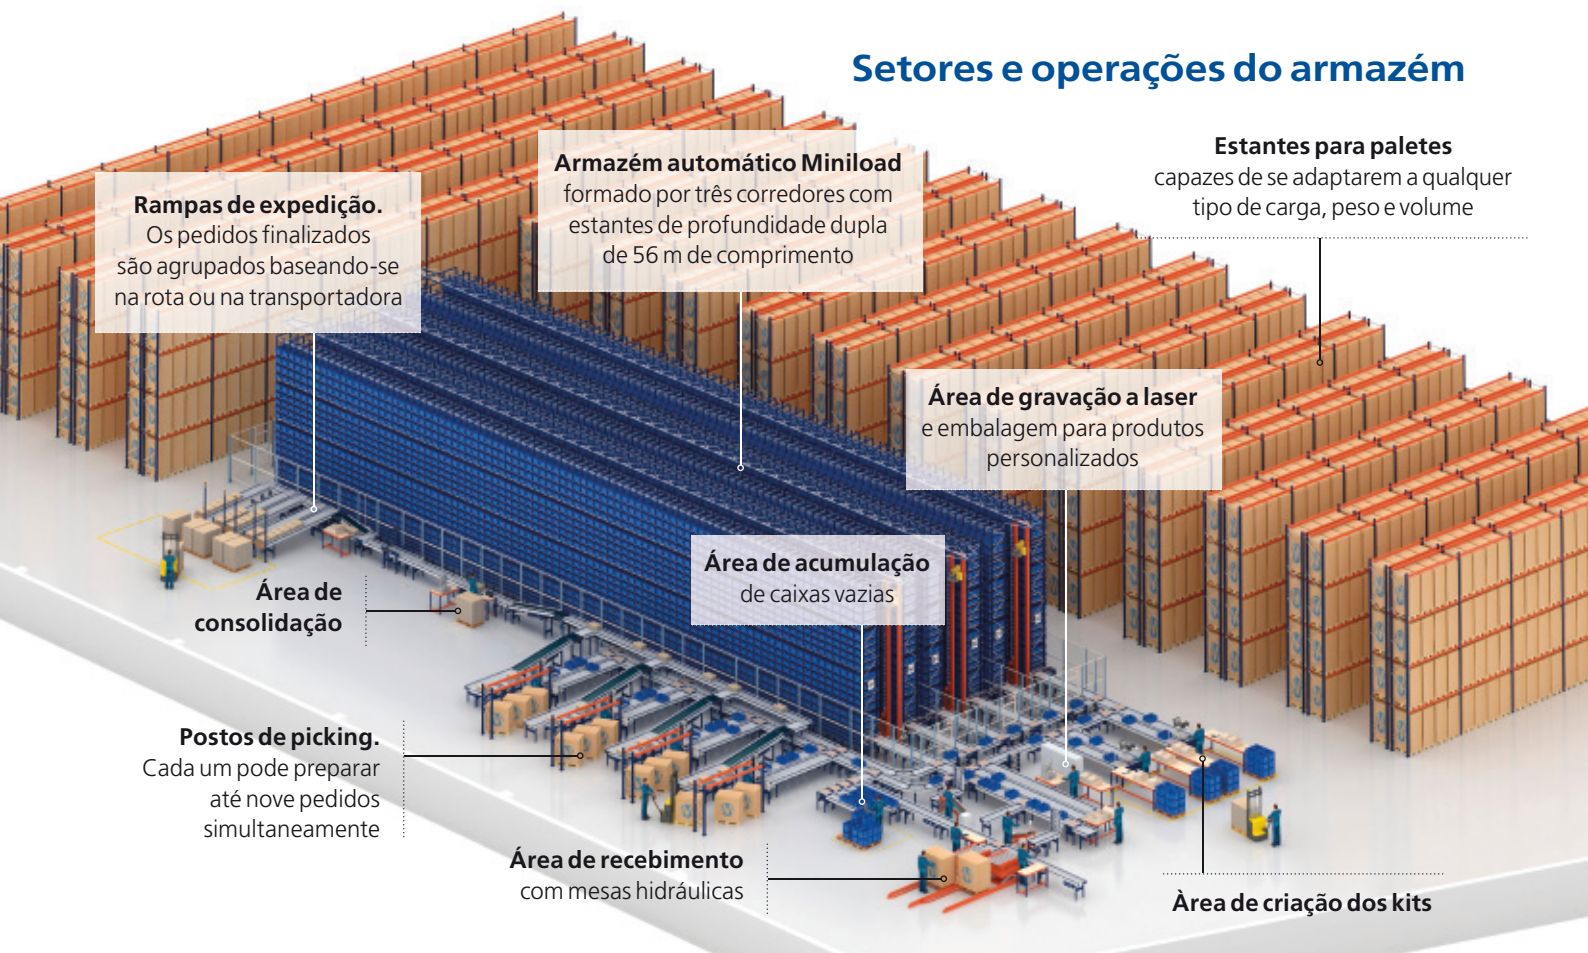 Setores e operações do armazém
Estantes para paletes
capazes de se adaptarem a qualquer
tipo de carga, peso e volume
Armazém automático Miniload
formado por três corredores com
estantes de profundidade dupla
de 56 m de comprimento
Rampas de expedição.
Os pedidos finalizados
são agrupados baseando-se
na rota ou na transportadora
Área de gravação a laser
e embalagem para produtos
personalizados
Área de acumulação
de caixas vazias
Área de
consolidação
Postos de picking.
Cada um pode preparar
até nove pedidos
simultaneamente
Área de recebimento
com mesas hidráulicas
Àrea de criação dos kits